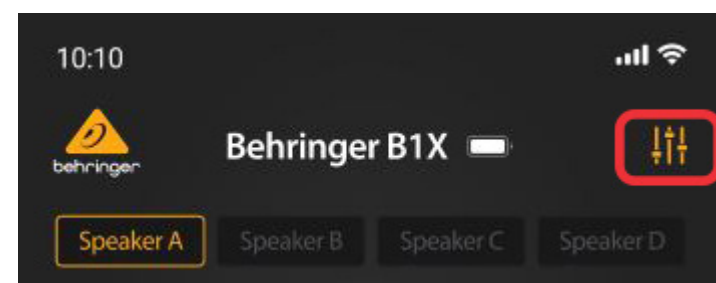 10:10
behringer
Behringer B1X
Speaker A Speaker B Speaker C Speaker D